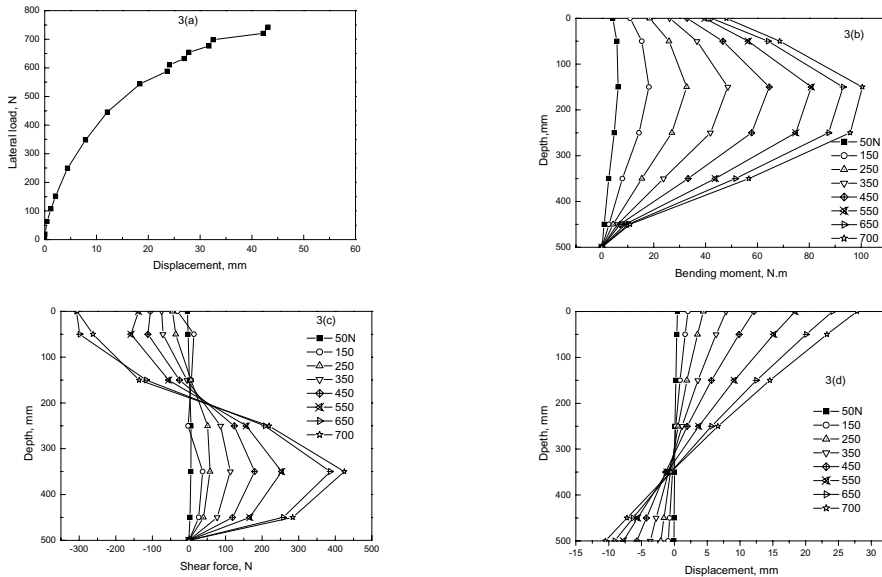 3(a)
800
700
600
500
400
300
200
100
0
0 10 20 30 40 50 60
Lateral load, N
Displacement, mm
3(b)
0
100
200
300
400
500
0 20 40 60 80 100
Depth,mm
Bending moment, N.m
50N
150
250
350
450
550
650
700
3(c)
0
100
200
300
400
500
-300 -200 -100 0 100 200 300 400 500
Depth, mm
Shear force, N
50N
150
250
350
450
550
650
700
3(d)
0
100
200
300
400
500
-15 -10 -5 0 5 10 15 20 25 30
Dpeth, mm
Displacement, mm
50N
150
250
350
450
550
650
700